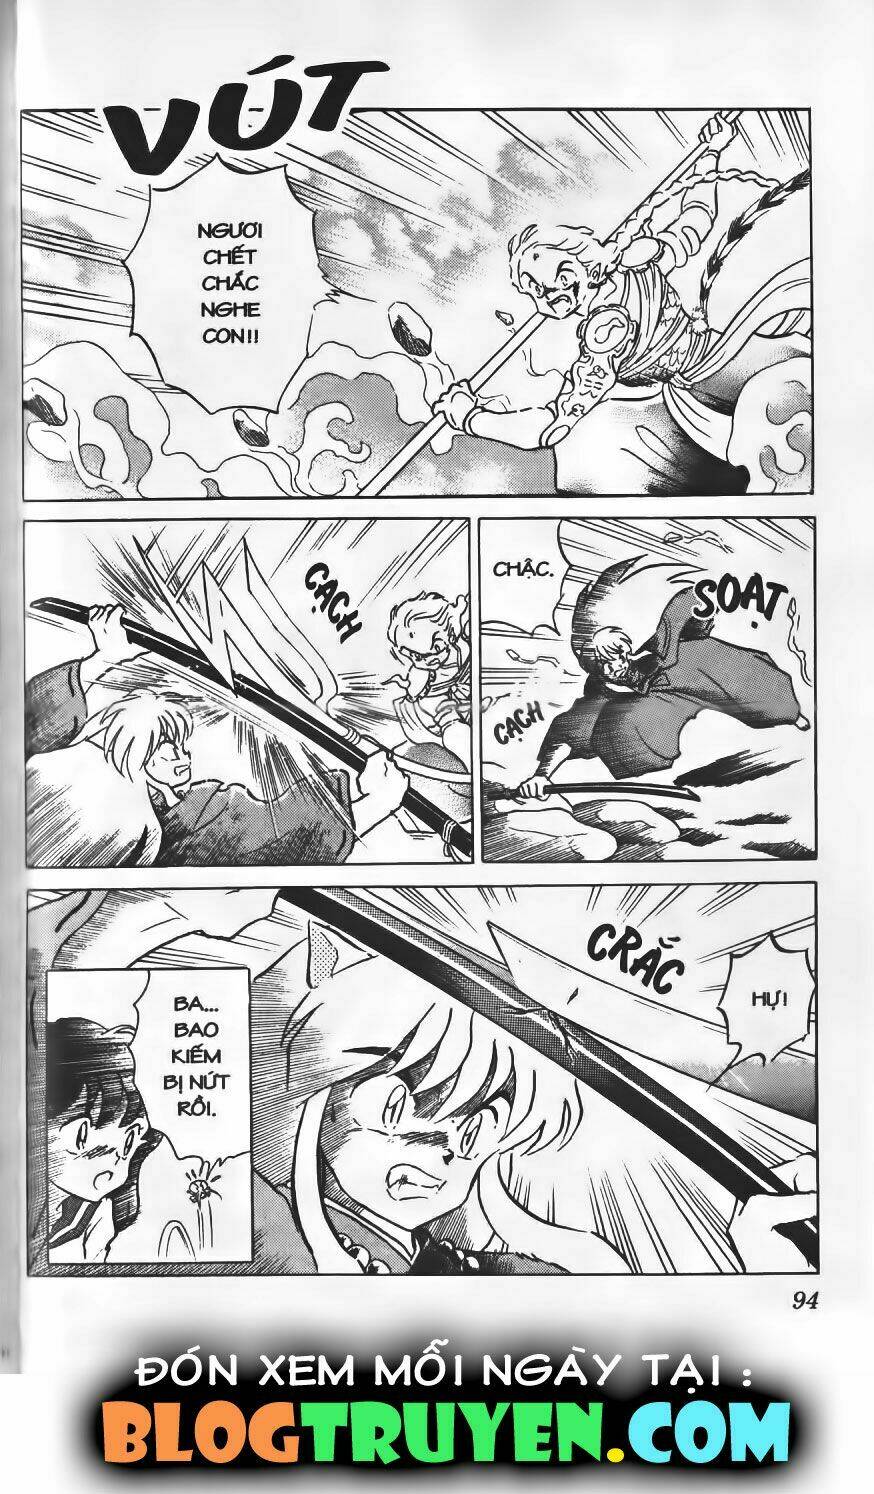 VÚT
NGƯƠI
CHẾT
CHẮC
NGHE
CON!!
CẠCH
CHẬC.
SOẠT
CẠCH
CRẮC
HỰ!
BA...
BAO
KIẾM
BỊ NỨT
RỒI.
94
ĐÓN XEM MỖI NGÀY TẠI :
BLOGTRUYEN.COM